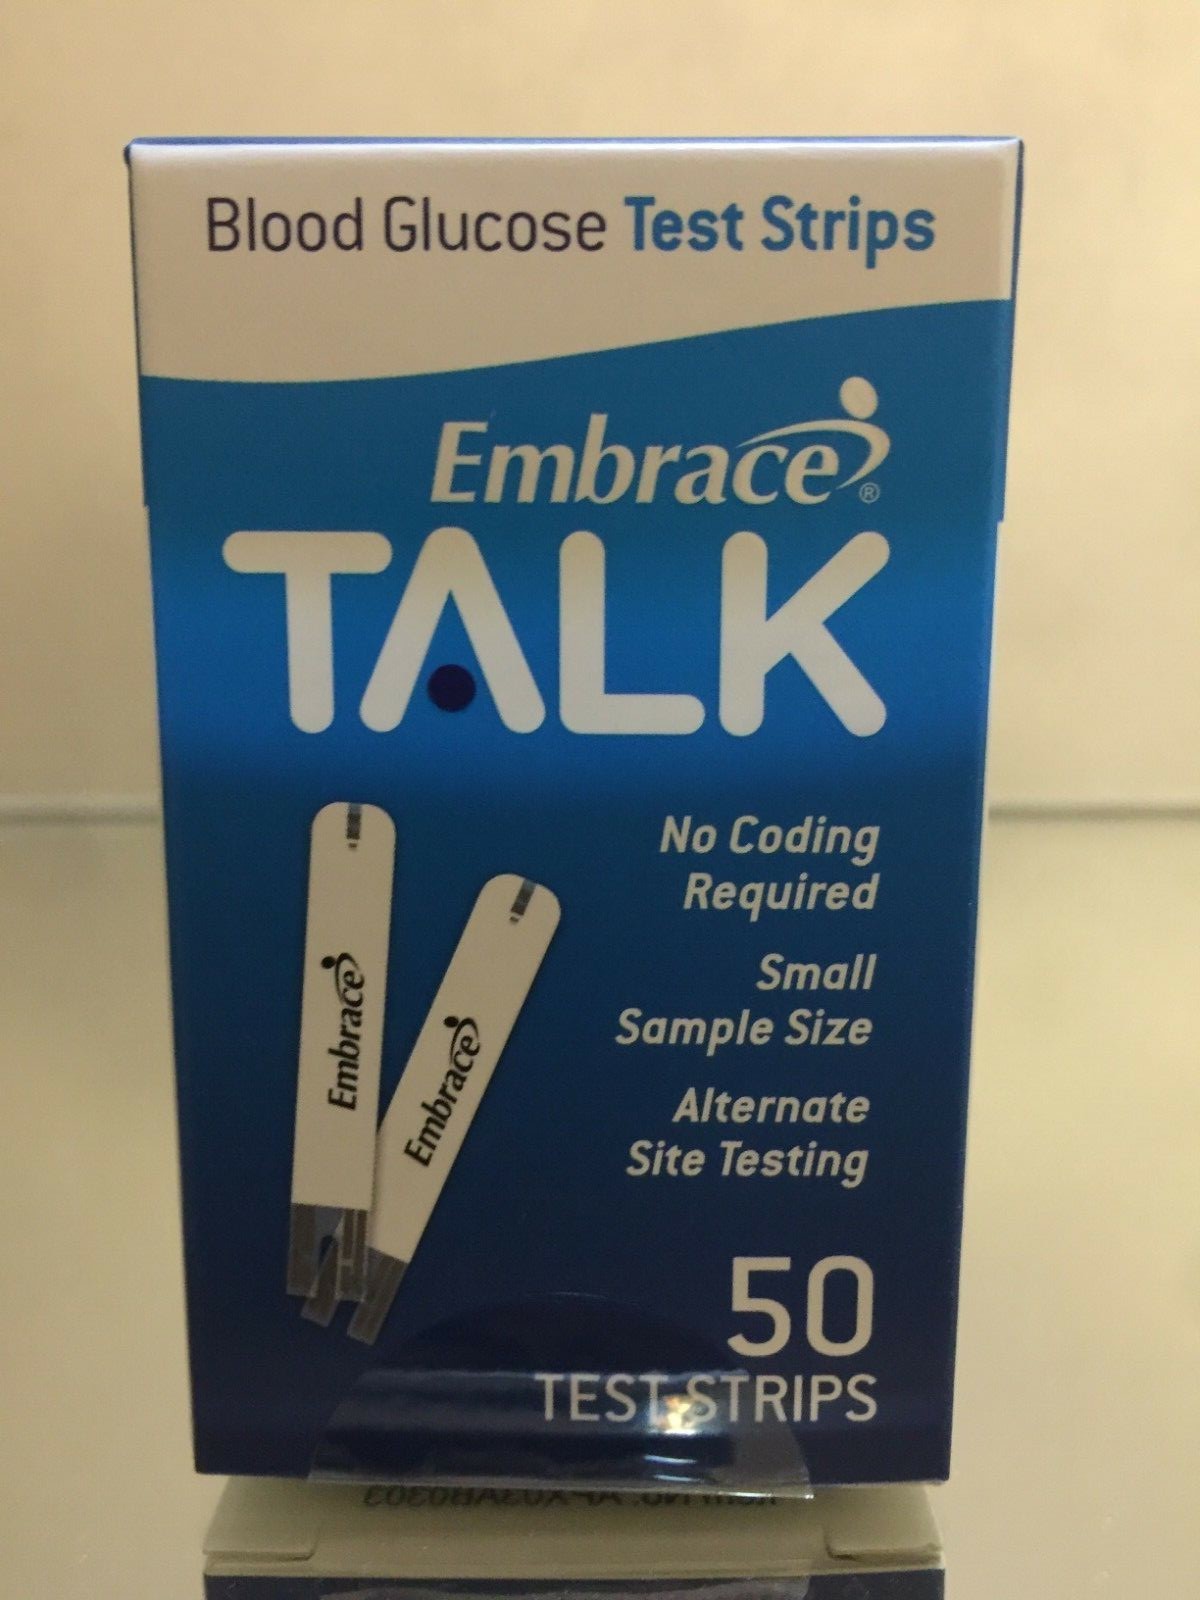 Blood Glucose Test Strips
Embrace®
TALK
No Coding
Required
Small
Sample Size
Alternate
Site Testing
Embrace
Embrace
50
TEST STRIPS